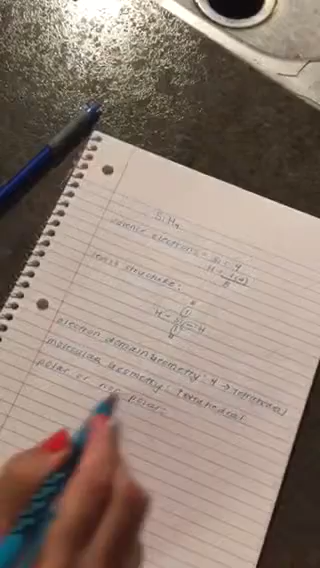 SiH4
valence electrons = Si: 4
H = 1(4)
8
Lewis structure:
H
H Si H
H
electron domain geometry: 4 → tetrahedral
molecular geometry: tetrahedral
polar or non polar: